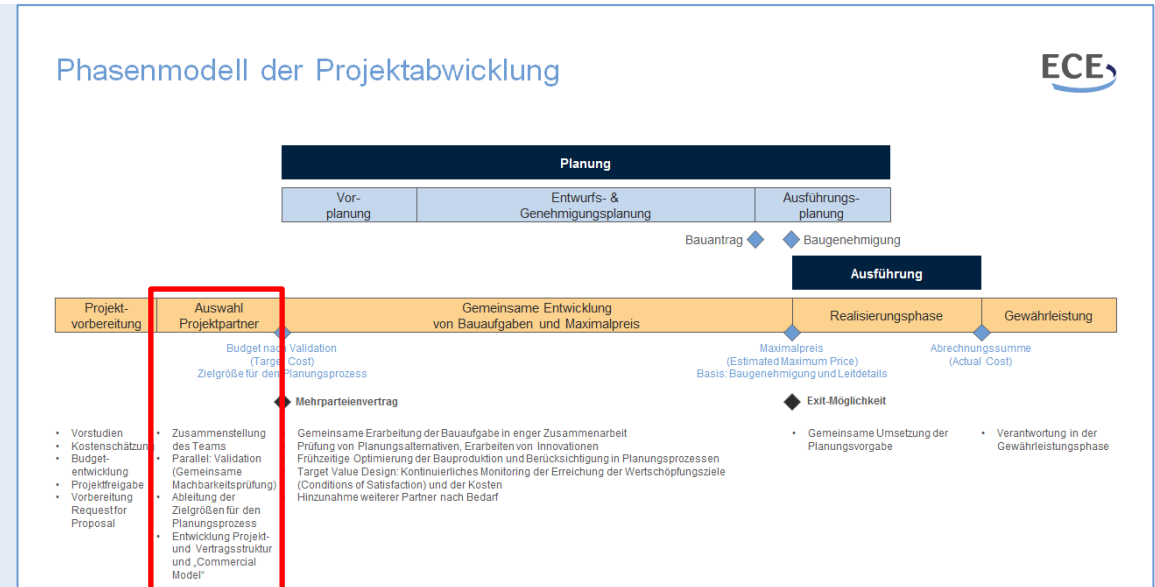 Phasenmodell der Projektabwicklung
ECE
Planung
Vor-
planung
Entwurfs- &
Genehmigungsplanung
Ausführungs-
planung
Bauantrag
Baugenehmigung
Ausführung
Projekt-
vorbereitung
Auswahl
Projektpartner
Gemeinsame Entwicklung
von Bauaufgaben und Maximalpreis
Realisierungsphase
Gewährleistung
Budget nach Validation
(Target Cost)
Zielgröße für den Planungsprozess
Maximalpreis
(Estimated Maximum Price)
Basis: Baugenehmigung und Leitdetails
Abrechnungssumme
(Actual Cost)
Mehrparteienvertrag
Exit-Möglichkeit
• Vorstudien
• Kostenschätzung
• Budget-
entwicklung
• Projektfreigabe
• Vorbereitung
Request for
Proposal
• Zusammenstellung
des Teams
• Parallel: Validation
(Gemeinsame
Machbarkeitsprüfung)
• Ableitung der
Zielgrößen für den
Planungsprozess
• Entwicklung Projekt-
und Vertragsstruktur
und „Commercial
Model“
Gemeinsame Erarbeitung der Bauaufgabe in enger Zusammenarbeit
Prüfung von Planungsalternativen, Erarbeiten von Innovationen
Frühzeitige Optimierung der Bauproduktion und Berücksichtigung in Planungsprozessen
Target Value Design: Kontinuierliches Monitoring der Erreichung der Wertschöpfungsziele
(Conditions of Satisfaction) und der Kosten
Hinzunahme weiterer Partner nach Bedarf
• Gemeinsame Umsetzung der
Planungsvorgabe
• Verantwortung in der
Gewährleistungsphase